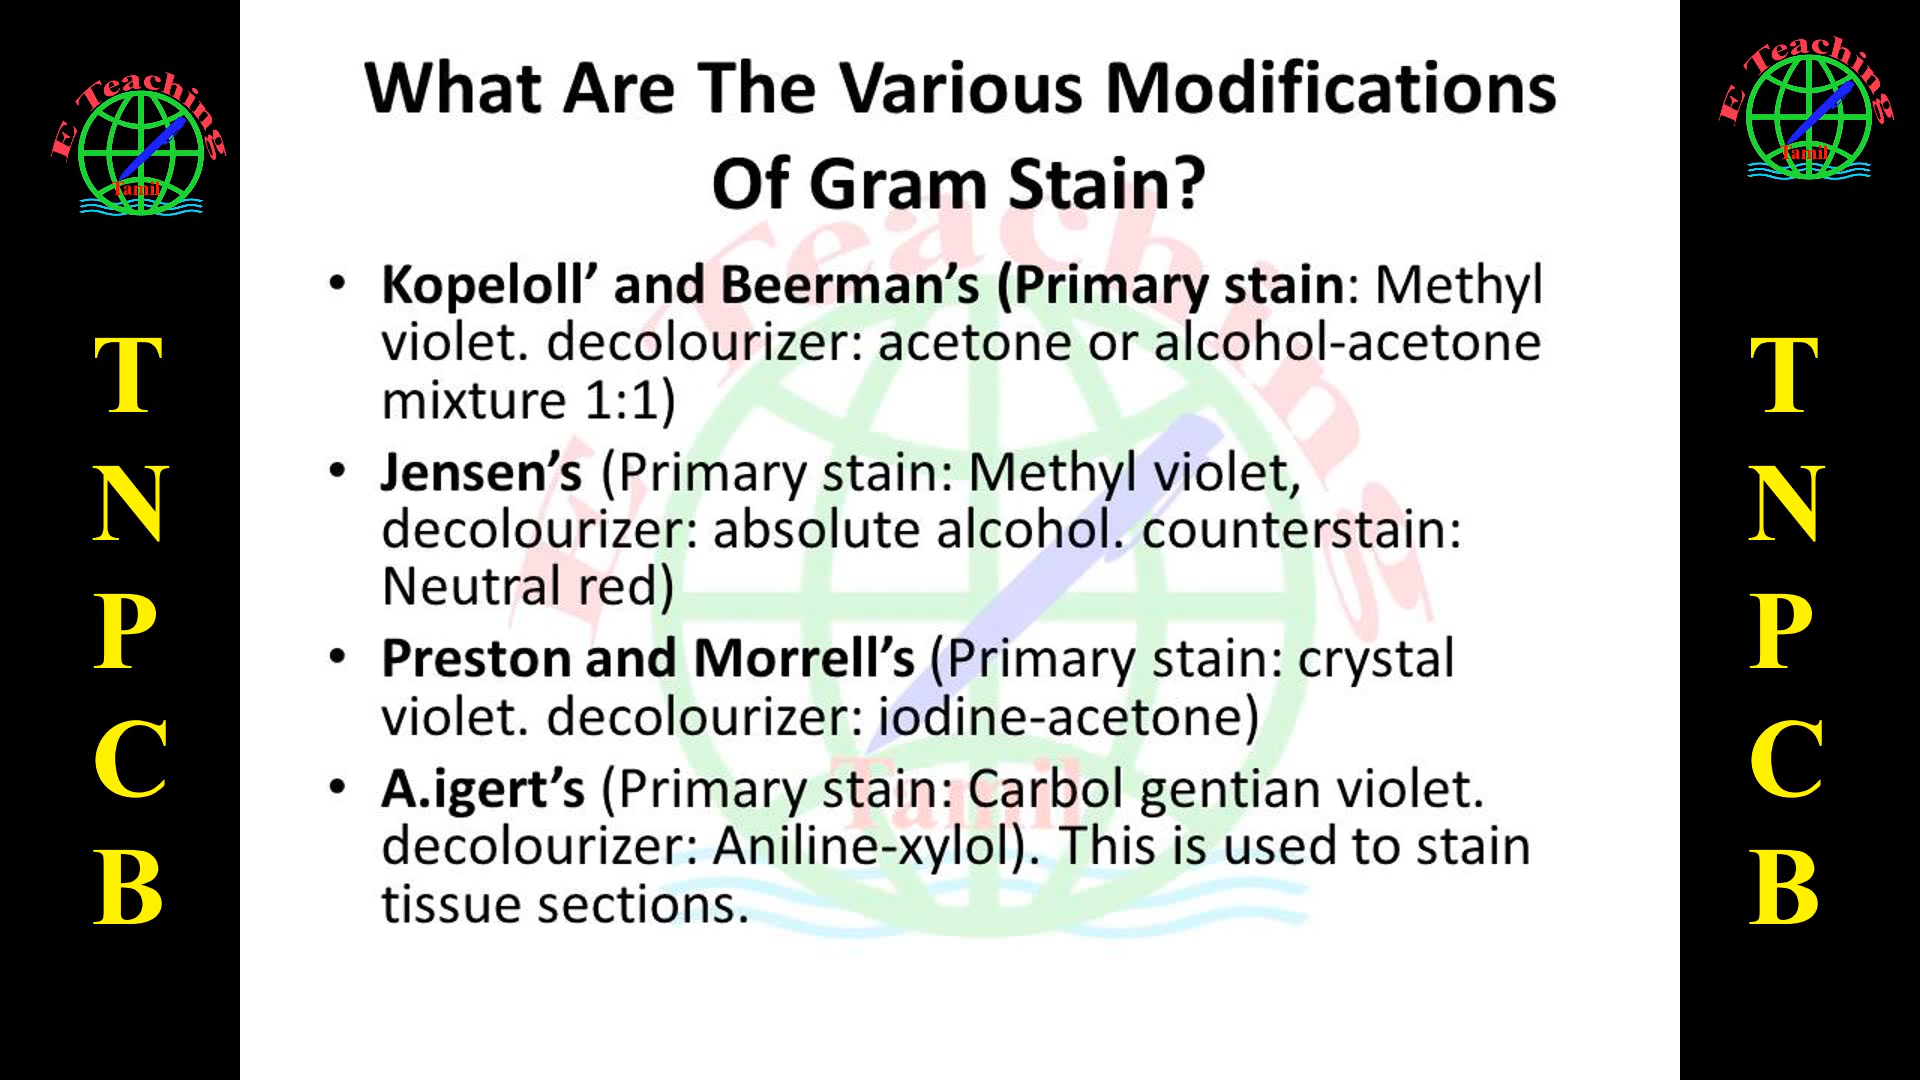 What Are The Various Modifications
Of Gram Stain?
• Kopeloll’ and Beerman’s (Primary stain: Methyl
violet. decolourizer: acetone or alcohol-acetone
mixture 1:1)
• Jensen’s (Primary stain: Methyl violet,
decolourizer: absolute alcohol. counterstain:
Neutral red)
• Preston and Morrell’s (Primary stain: crystal
violet. decolourizer: iodine-acetone)
• A.igert’s (Primary stain: Carbol gentian violet.
decolourizer: Aniline-xylol). This is used to stain
tissue sections.
E Teaching
Tamil
T
N
P
C
B
E Teaching
Tamil
T
N
P
C
B
E Teaching
Tamil